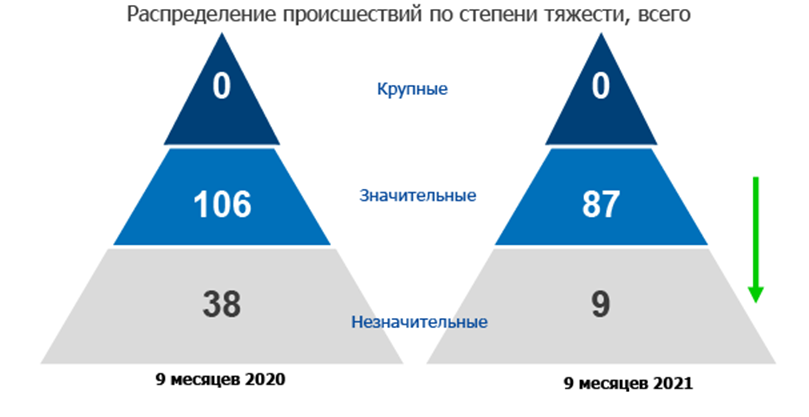 Распределение происшествий по степени тяжести, всего
0
Крупные
0
106
Значительные
87
38
Незначительные
9
9 месяцев 2020
9 месяцев 2021